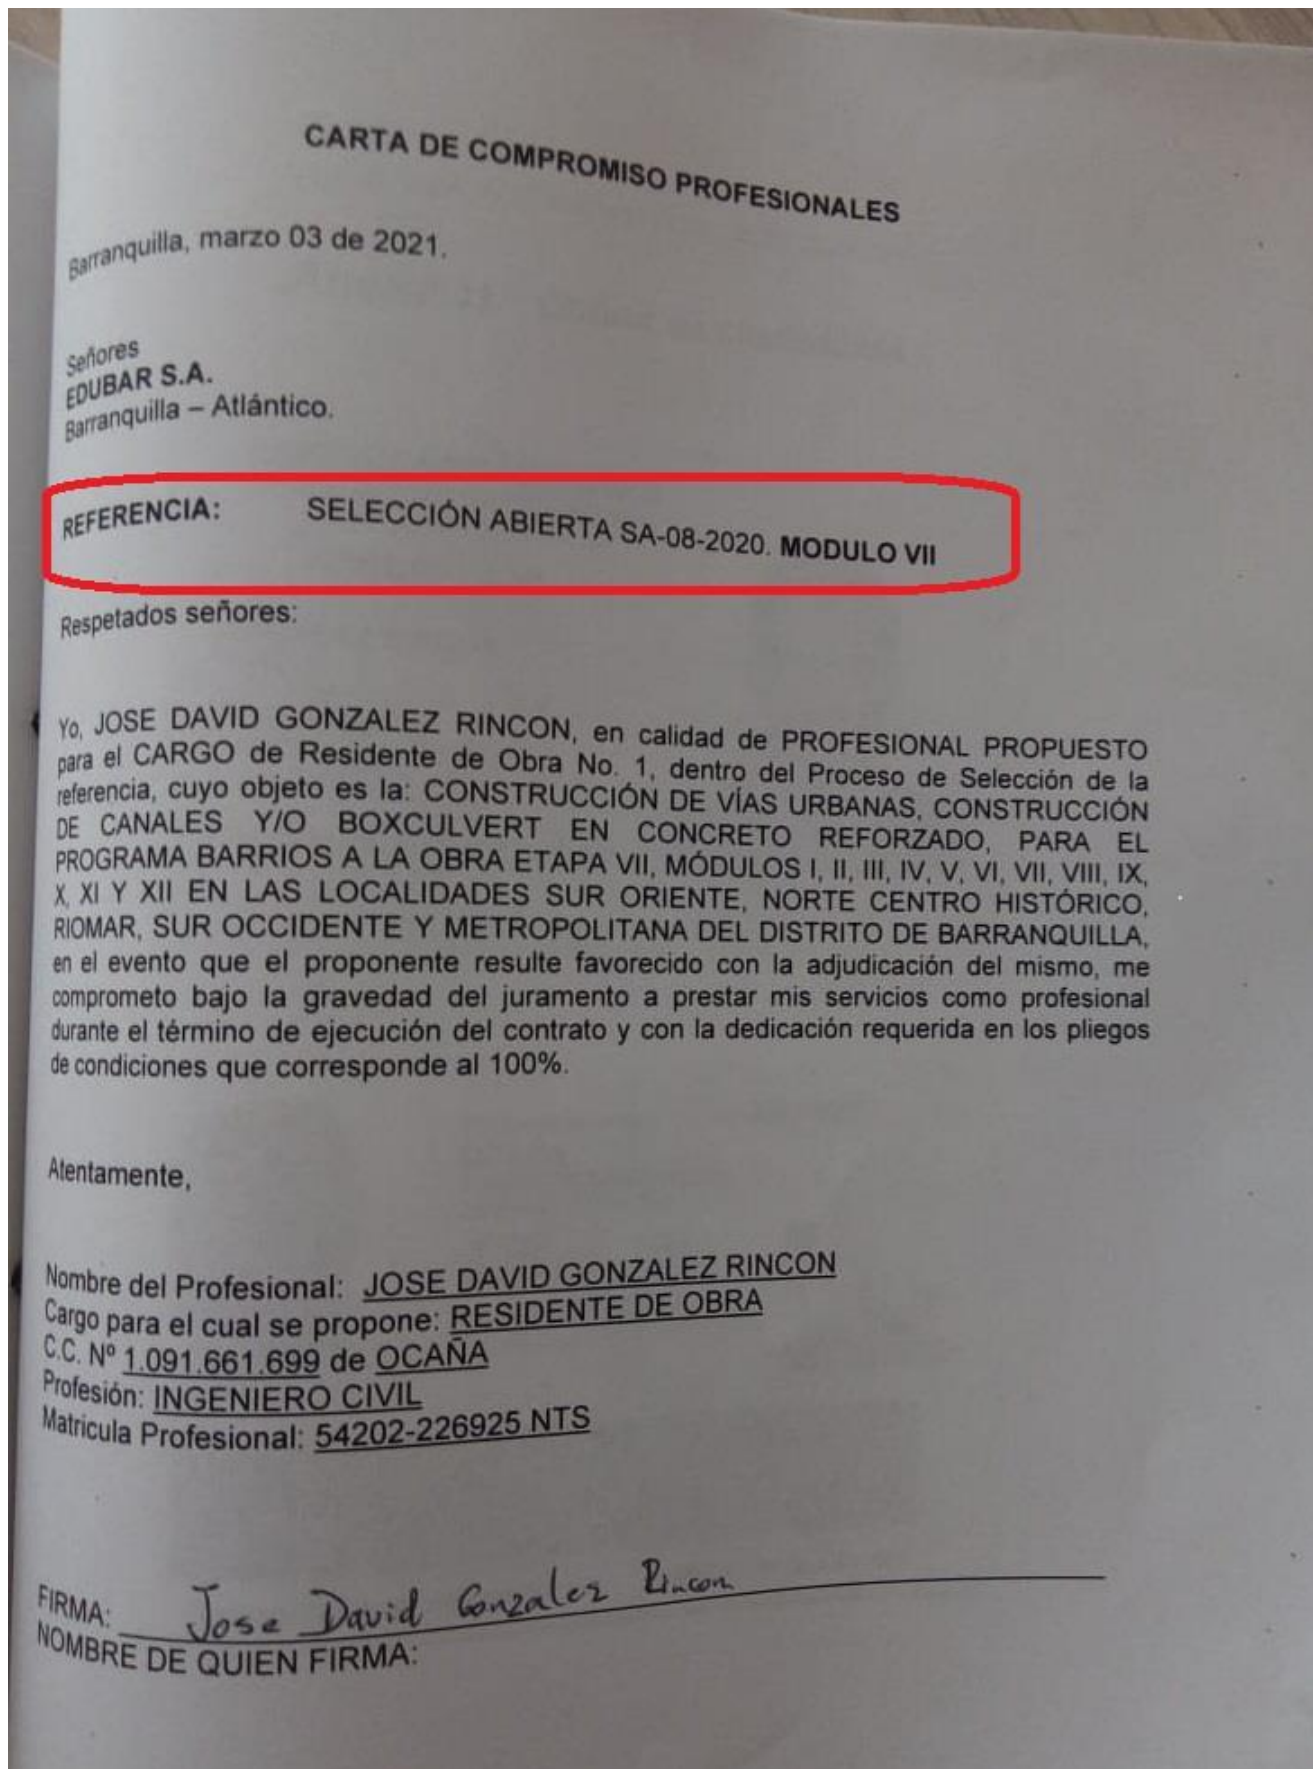 CARTA DE COMPROMISO PROFESIONALES
Barranquilla, marzo 03 de 2021.
Señores
EDUBAR S.A.
Barranquilla – Atlántico.
REFERENCIA: SELECCIÓN ABIERTA SA-08-2020. MODULO VII
Respetados señores:
Yo, JOSE DAVID GONZALEZ RINCON, en calidad de PROFESIONAL PROPUESTO
para el CARGO de Residente de Obra No. 1, dentro del Proceso de Selección de la
referencia, cuyo objeto es la: CONSTRUCCIÓN DE VÍAS URBANAS, CONSTRUCCIÓN
DE CANALES Y/O BOXCULVERT EN CONCRETO REFORZADO, PARA EL
PROGRAMA BARRIOS A LA OBRA ETAPA VII, MÓDULOS I, II, III, IV, V, VI, VII, VIII, IX,
X, XI Y XII EN LAS LOCALIDADES SUR ORIENTE, NORTE CENTRO HISTÓRICO,
RIOMAR, SUR OCCIDENTE Y METROPOLITANA DEL DISTRITO DE BARRANQUILLA,
en el evento que el proponente resulte favorecido con la adjudicación del mismo, me
comprometo bajo la gravedad del juramento a prestar mis servicios como profesional
durante el término de ejecución del contrato y con la dedicación requerida en los pliegos
de condiciones que corresponde al 100%.
Atentamente,
Nombre del Profesional: JOSE DAVID GONZALEZ RINCON
Cargo para el cual se propone: RESIDENTE DE OBRA
C.C. Nº 1.091.661.699 de OCAÑA
Profesión: INGENIERO CIVIL
Matricula Profesional: 54202-226925 NTS
FIRMA: Jose David Gonzalez Rincon
NOMBRE DE QUIEN FIRMA: